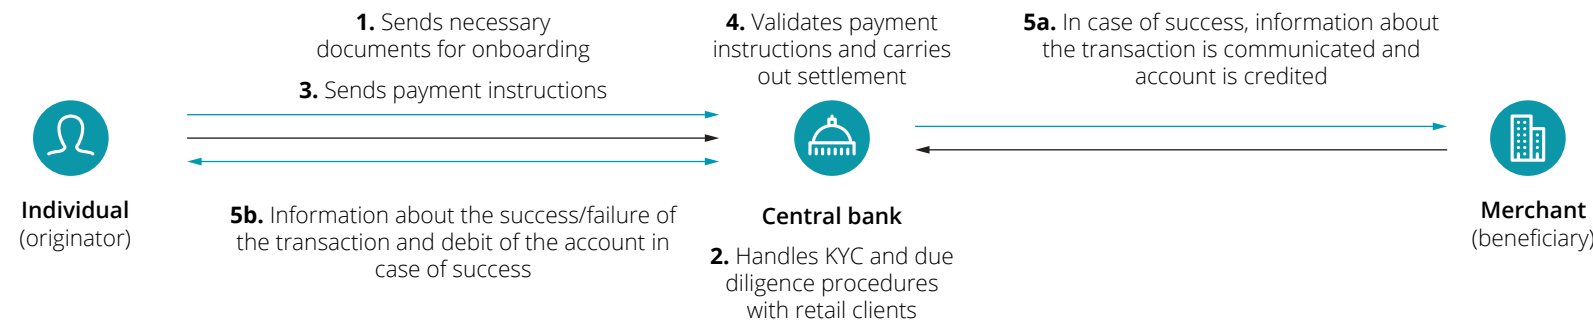 1. Sends necessary
documents for onboarding
3. Sends payment instructions
4. Validates payment
instructions and carries
out settlement
5a. In case of success, information about
the transaction is communicated and
account is credited
Individual
(originator)
5b. Information about the success/failure of
the transaction and debit of the account in
case of success
Central bank
2. Handles KYC and due
diligence procedures
with retail clients
Merchant
(beneficiary)